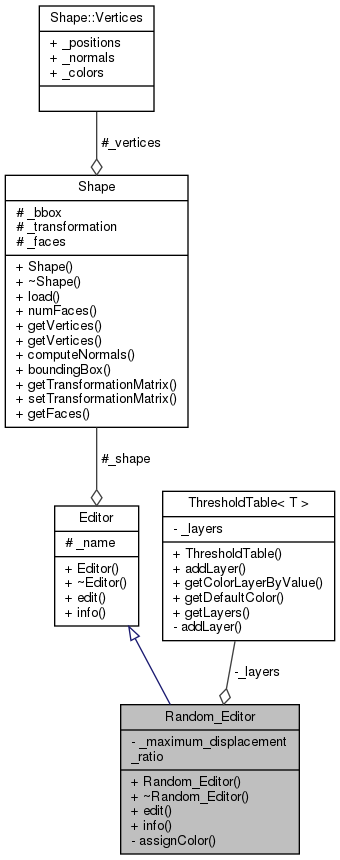 Shape::Vertices
+ _positions
+ _normals
+ _colors
#_vertices
Shape
# _bbox
# _transformation
# _faces
+ Shape()
+ ~Shape()
+ load()
+ numFaces()
+ getVertices()
+ getVertices()
+ computeNormals()
+ boundingBox()
+ getTransformationMatrix()
+ setTransformationMatrix()
+ getFaces()
#_shape
Editor
# _name
+ Editor()
+ ~Editor()
+ edit()
+ info()
ThresholdTable< T >
- _layers
+ ThresholdTable()
+ addLayer()
+ getColorLayerByValue()
+ getDefaultColor()
+ getLayers()
- addLayer()
-_layers
Random_Editor
- _maximum_displacement
_ratio
+ Random_Editor()
+ ~Random_Editor()
+ edit()
+ info()
- assignColor()